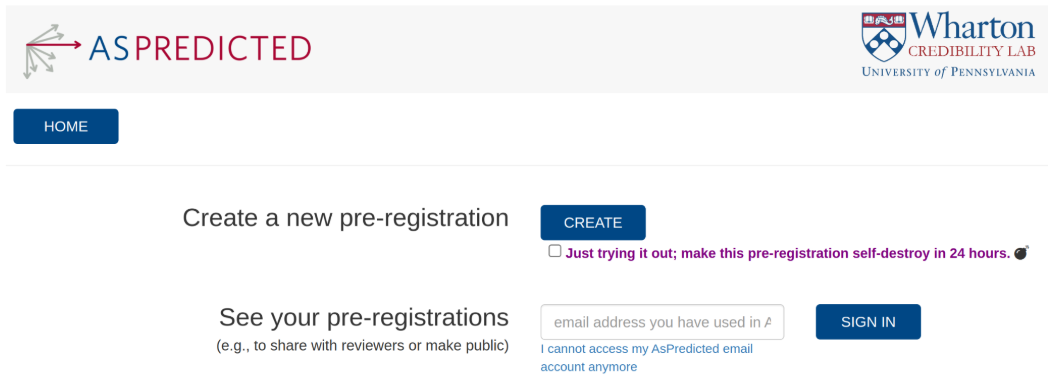 ASPREDICTED
Wharton
CREDIBILITY LAB
UNIVERSITY of PENNSYLVANIA
HOME
Create a new pre-registration
CREATE
Just trying it out; make this pre-registration self-destroy in 24 hours.
See your pre-registrations
(e.g., to share with reviewers or make public)
email address you have used in A
SIGN IN
I cannot access my AsPredicted email
account anymore